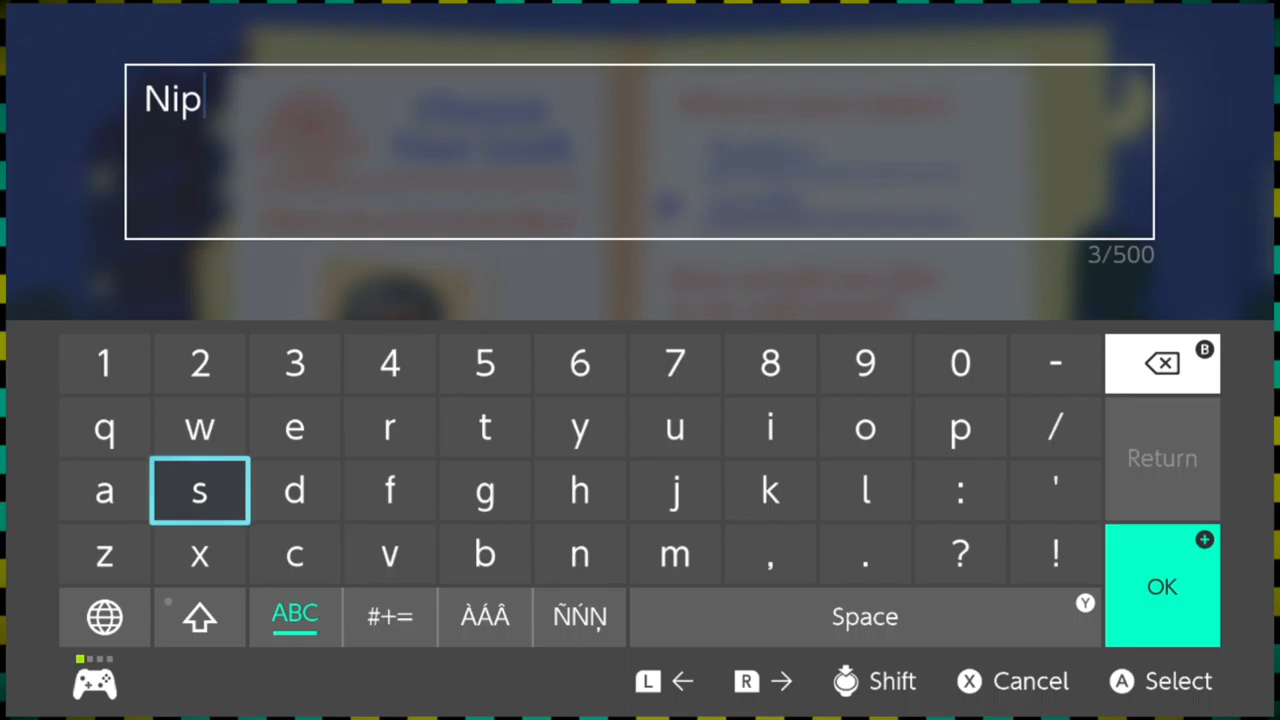 Nip
3/500
1 2 3 4 5 6 7 8 9 0 -
q w e r t y u i o p /
Return
a s d f g h j k l : '
z x c v b n m , . ? !
OK
ABC #+= ÀÁÂ ÑŃŅ Space
L ← R → Shift X Cancel A Select
B
+
Y